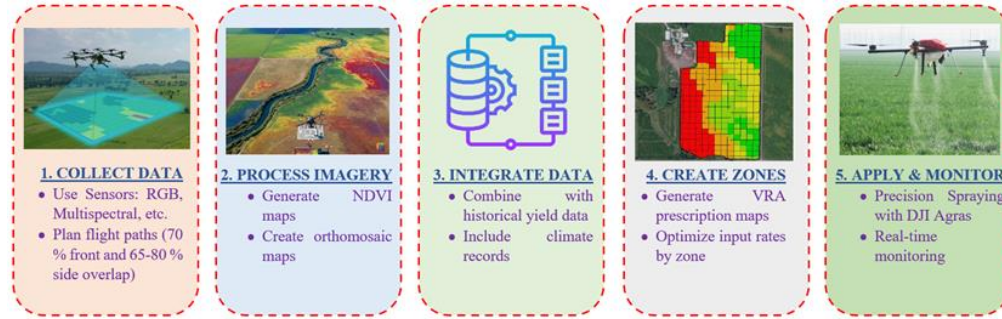 1. COLLECT DATA
• Use Sensors: RGB,
Multispectral, etc.
• Plan flight paths (70
% front and 65-80 %
side overlap)
2. PROCESS IMAGERY
• Generate NDVI
maps
• Create orthomosaic
maps
3. INTEGRATE DATA
• Combine with
historical yield data
• Include climate
records
4. CREATE ZONES
• Generate VRA
prescription maps
• Optimize input rates
by zone
5. APPLY & MONITOR
• Precision Spraying
with DJI Agras
• Real-time
monitoring